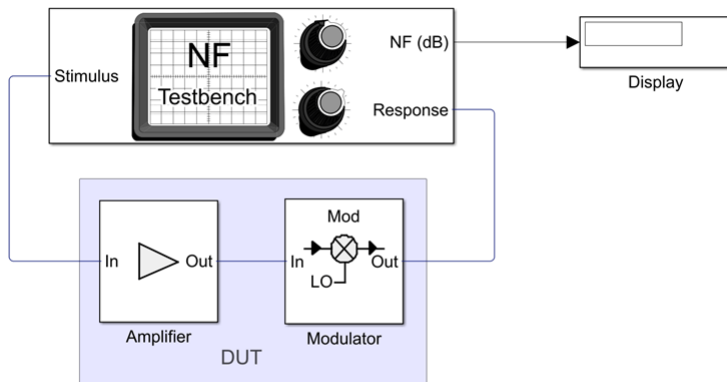 NF
Testbench
Stimulus
NF (dB)
Response
Display
In
Out
Amplifier
Mod
In
Out
LO
Modulator
DUT